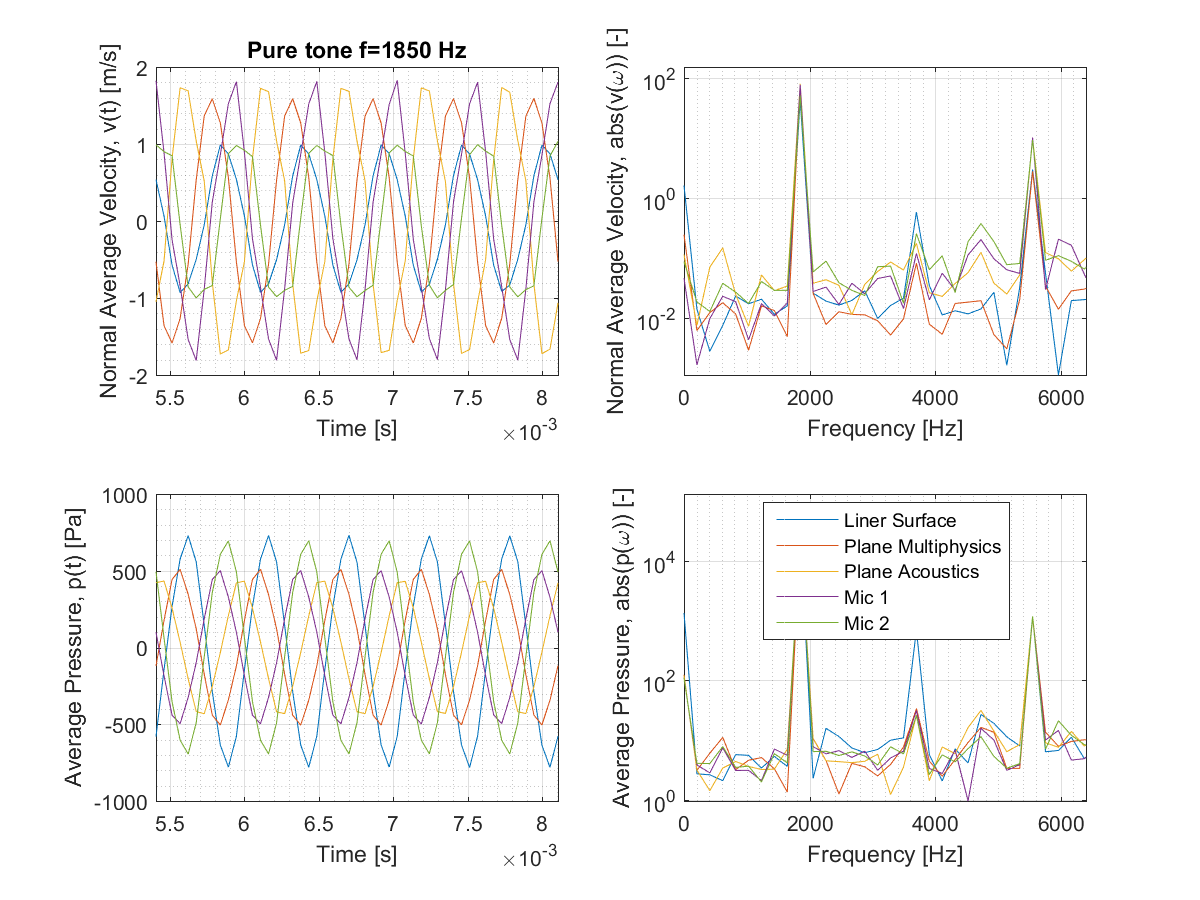 Pure tone f=1850 Hz
Normal Average Velocity, v(t) [m/s]
2
1
0
-1
-2
5.5 6 6.5 7 7.5 8
Time [s]
×10-3
Normal Average Velocity, abs(v(ω)) [-]
102
100
10-2
0 2000 4000 6000
Frequency [Hz]
Average Pressure, p(t) [Pa]
1000
500
0
-500
-1000
5.5 6 6.5 7 7.5 8
Time [s]
×10-3
Average Pressure, abs(p(ω)) [-]
104
102
100
Liner Surface
Plane Multiphysics
Plane Acoustics
Mic 1
Mic 2
0 2000 4000 6000
Frequency [Hz]